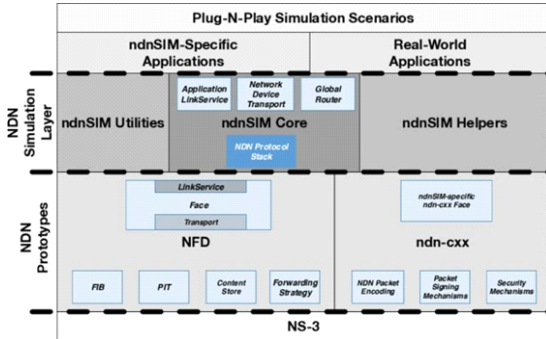 Plug-N-Play Simulation Scenarios
ndnSIM-Specific
Applications
Real-World
Applications
NDN
Simulation
Layer
ndnSIM Utilities
Application
LinkService
Network
Device
Transport
Global
Router
ndnSIM Core
NDN Protocol
Stack
ndnSIM Helpers
NDN
Prototypes
LinkService
Face
Transport
NFD
ndnSIM-specific
ndn-cxx Face
ndn-cxx
FIB
PIT
Content
Store
Forwarding
Strategy
NDN Packet
Encoding
Packet
Signing
Mechanisms
Security
Mechanisms
NS-3